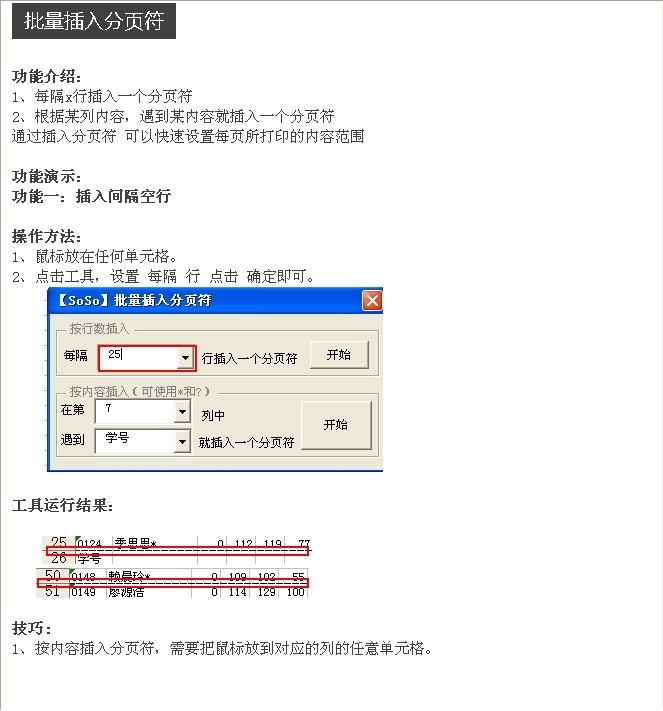 批量插入分页符
功能介绍：
1、每隔x行插入一个分页符
2、根据某列内容，遇到某内容就插入一个分页符
通过插入分页符 可以快速设置每页所打印的内容范围
功能演示：
功能一：插入间隔空行
操作方法：
1、鼠标放在任何单元格。
2、点击工具，设置 每隔 行 点击 确定即可。
【SoSo】批量插入分页符
按行数插入
每隔 25 行插入一个分页符 开始
按内容插入（可使用*和?）
在第 7 列中
开始
遇到 学号 就插入一个分页符
工具运行结果：
25 0124 季思思* 0 112 119 77
26 学号
50 0148 赖晨玲* 0 109 102 55
51 0149 廖源浩 0 114 129 100
技巧：
1、按内容插入分页符，需要把鼠标放到对应的列的任意单元格。